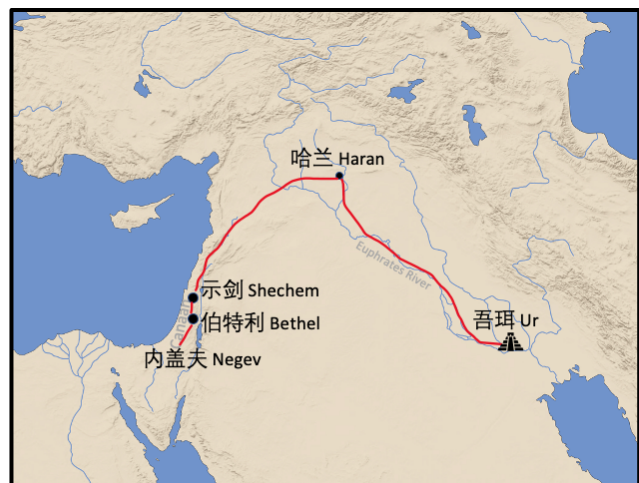 哈兰 Haran
Euphrates River
示剑 Shechem
Canaan
伯特利 Bethel
吾珥 Ur
内盖夫 Negev